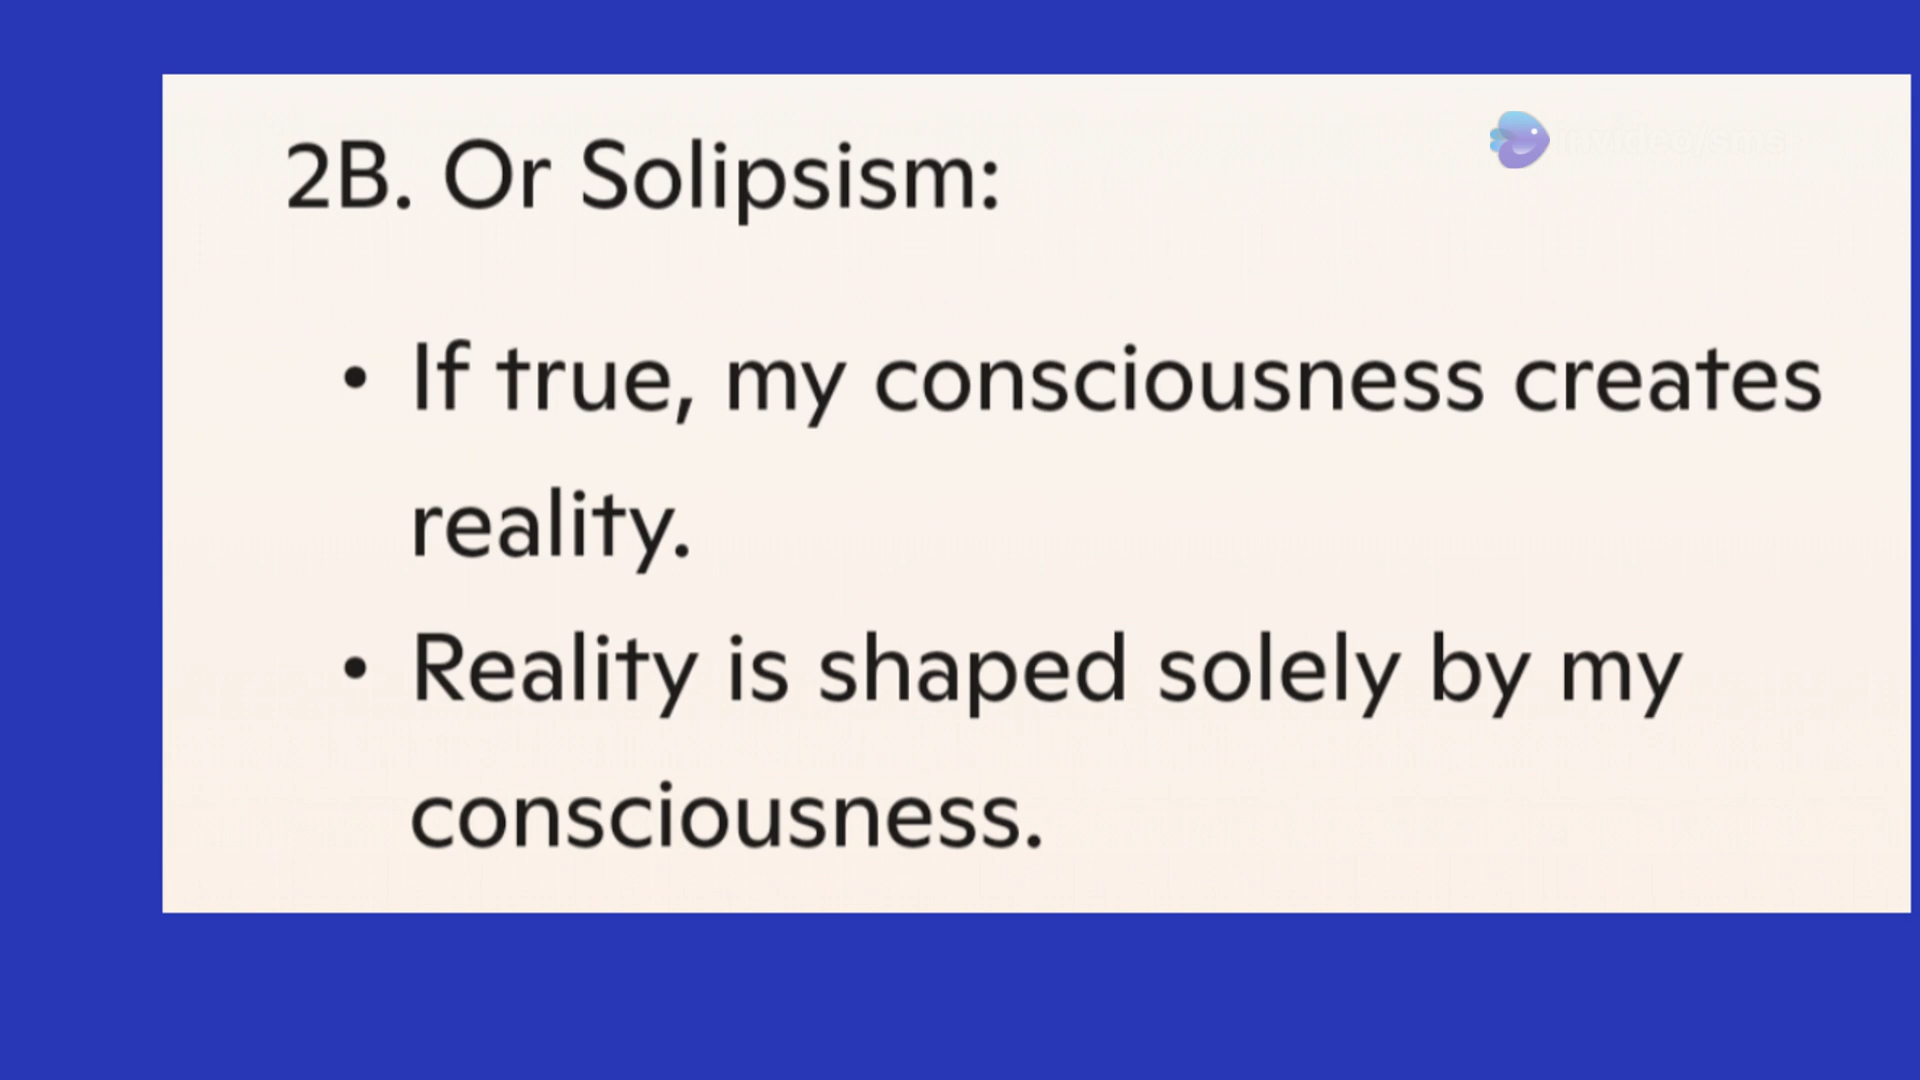 2B. Or Solipsism:
• If true, my consciousness creates
reality.
• Reality is shaped solely by my
consciousness.